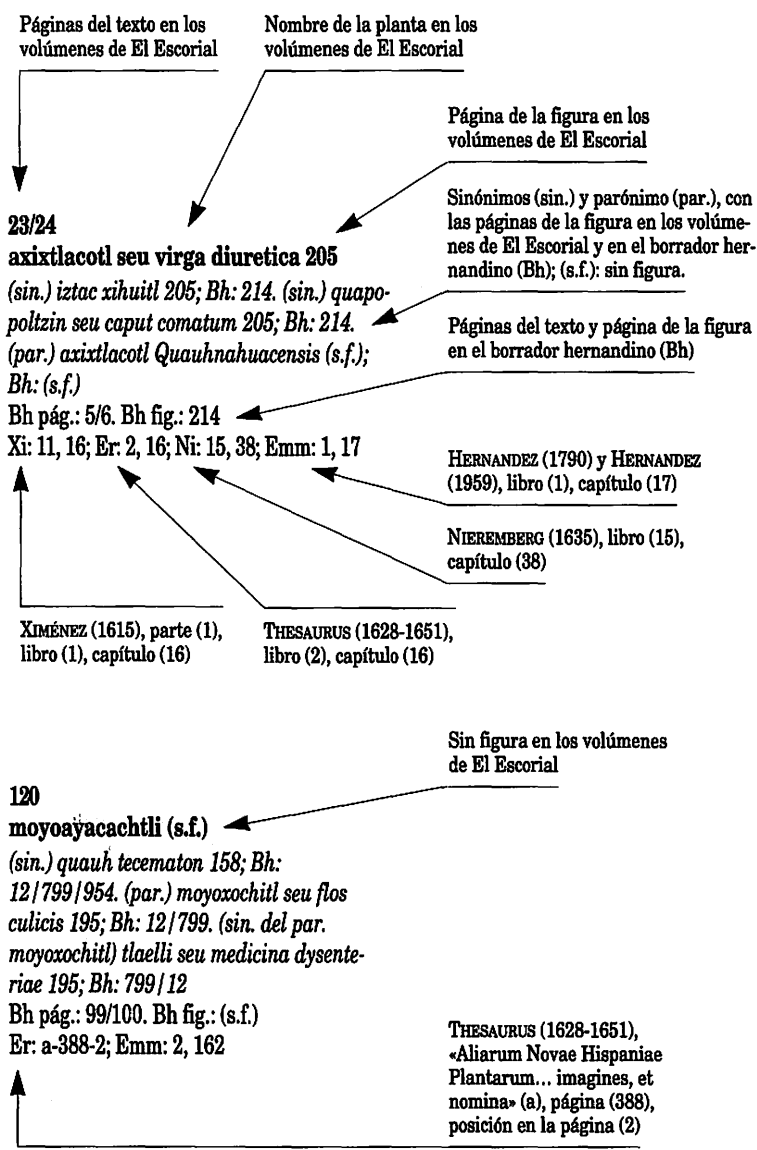 Páginas del texto en los
volúmenes de El Escorial
Nombre de la planta en los
volúmenes de El Escorial
Página de la figura en los
volúmenes de El Escorial
Sinónimos (sin.) y parónimo (par.), con
las páginas de la figura en los volúme-
nes de El Escorial y en el borrador her-
nandino (Bh); (s.f.): sin figura.
Páginas del texto y página de la figura
en el borrador hernandino (Bh)
23/24
axixtlacotl seu virga diuretica 205
(sin.) iztac xihuitl 205; Bh: 214. (sin.) quapo-
poltzin seu caput comatum 205; Bh: 214.
(par.) axixtlacotl Quauhnahuacensis (s.f.);
Bh: (s.f.)
Bh pág.: 5/6. Bh fig.: 214
Xi: 11, 16; Er: 2, 16; Ni: 15, 38; Emm: 1, 17
HERNANDEZ (1790) y HERNANDEZ
(1959), libro (1), capítulo (17)
NIEREMBERG (1635), libro (15),
capítulo (38)
XIMÉNEZ (1615), parte (1),
libro (1), capítulo (16)
THESAURUS (1628-1651),
libro (2), capítulo (16)
Sin figura en los volúmenes
de El Escorial
120
moyoayacachtli (s.f.)
(sin.) quauh tecematon 158; Bh:
12/799/954. (par.) moyoxochitl seu flos
culicis 195; Bh: 12/799. (sin. del par.
moyoxochitl) tlaelli seu medicina dysente-
riae 195; Bh: 799/12
Bh pág.: 99/100. Bh fig.: (s.f.)
Er: a-388-2; Emm: 2, 162
THESAURUS (1628-1651),
«Aliarum Novae Hispaniae
Plantarum... imagines, et
nomina» (a), página (388),
posición en la página (2)